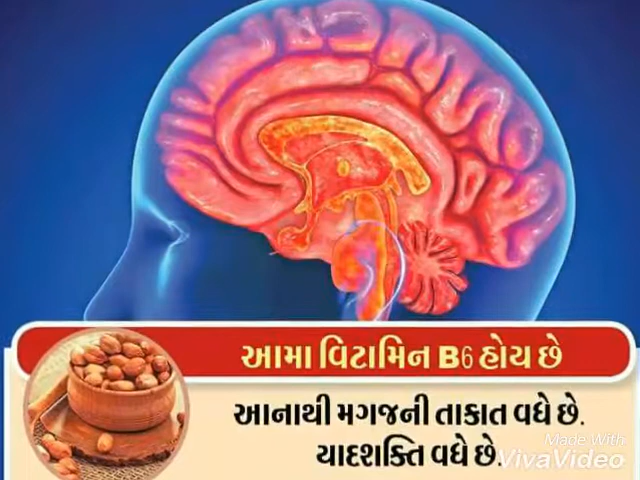 આમા વિટામિન B6 હોય છે
આનાથી મગજની તાકાત વધે છે.
યાદશક્તિ વધે છે.
Made With
VivaVideo